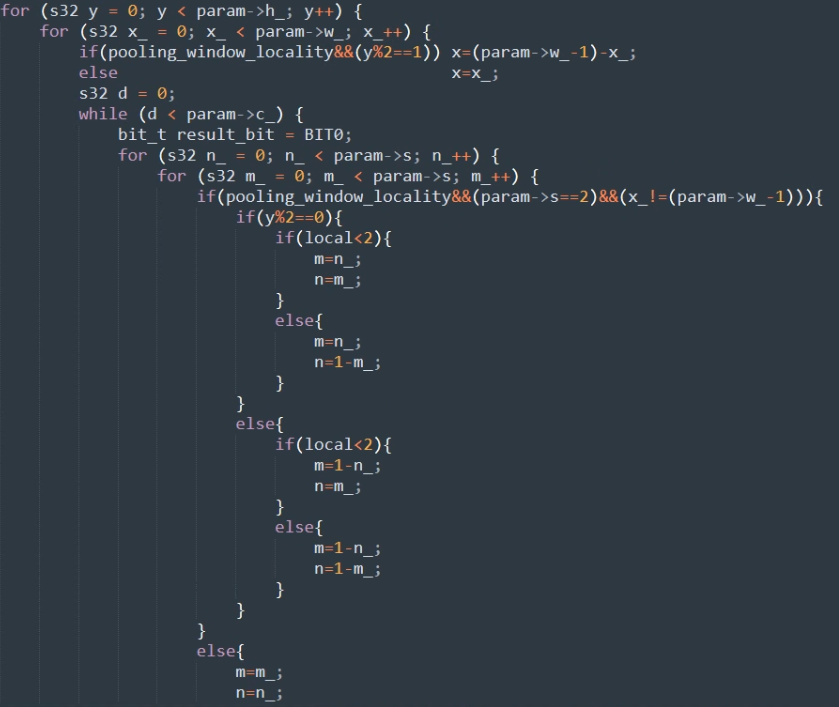 for (s32 y = 0; y < param->h_; y++) {
    for (s32 x_ = 0; x_ < param->w_; x_++) {
        if(pooling_window_locality&&(y%2==1)) x=(param->w_-1)-x_;
        else                                  x=x_;
        s32 d = 0;
        while (d < param->c_) {
            bit_t result_bit = BIT0;
            for (s32 n_ = 0; n_ < param->s; n_++) {
                for (s32 m_ = 0; m_ < param->s; m_++) {
                    if(pooling_window_locality&&(param->s==2)&&(x_!=(param->w_-1))){
                        if(y%2==0){
                            if(local<2){
                                m=n_;
                                n=m_;
                            }
                            else{
                                m=n_;
                                n=1-m_;
                            }
                        }
                        else{
                            if(local<2){
                                m=1-n_;
                                n=m_;
                            }
                            else{
                                m=1-n_;
                                n=1-m_;
                            }
                        }
                    }
                    else{
                        m=m_;
                        n=n_;